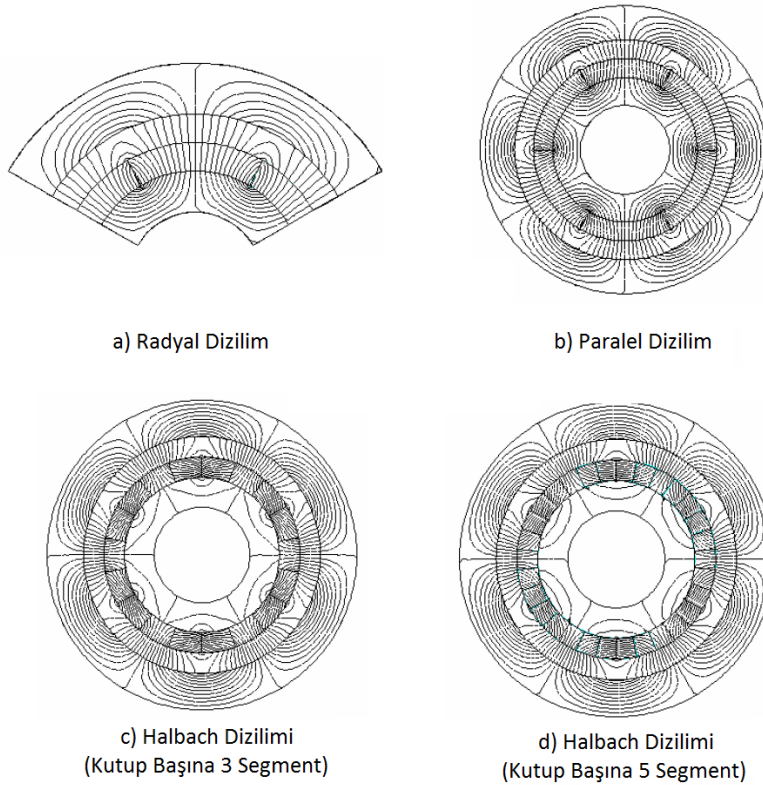 a) Radyal Dizilim
b) Paralel Dizilim
c) Halbach Dizilimi
(Kutup Başına 3 Segment)
d) Halbach Dizilimi
(Kutup Başına 5 Segment)